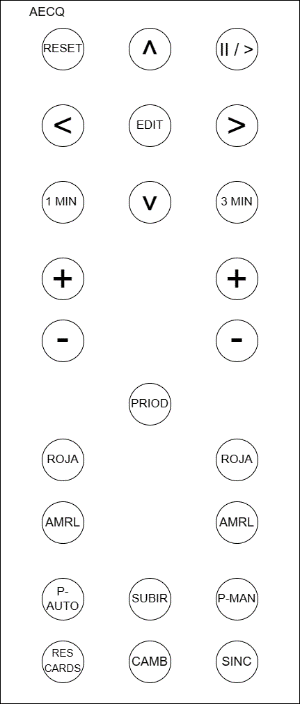 AECQ
RESET
^
II / >
<
EDIT
>
1 MIN
v
3 MIN
+
+
-
-
PRIOD
ROJA
ROJA
AMRL
AMRL
P-
AUTO
SUBIR
P-MAN
RES
CARDS
CAMB
SINC